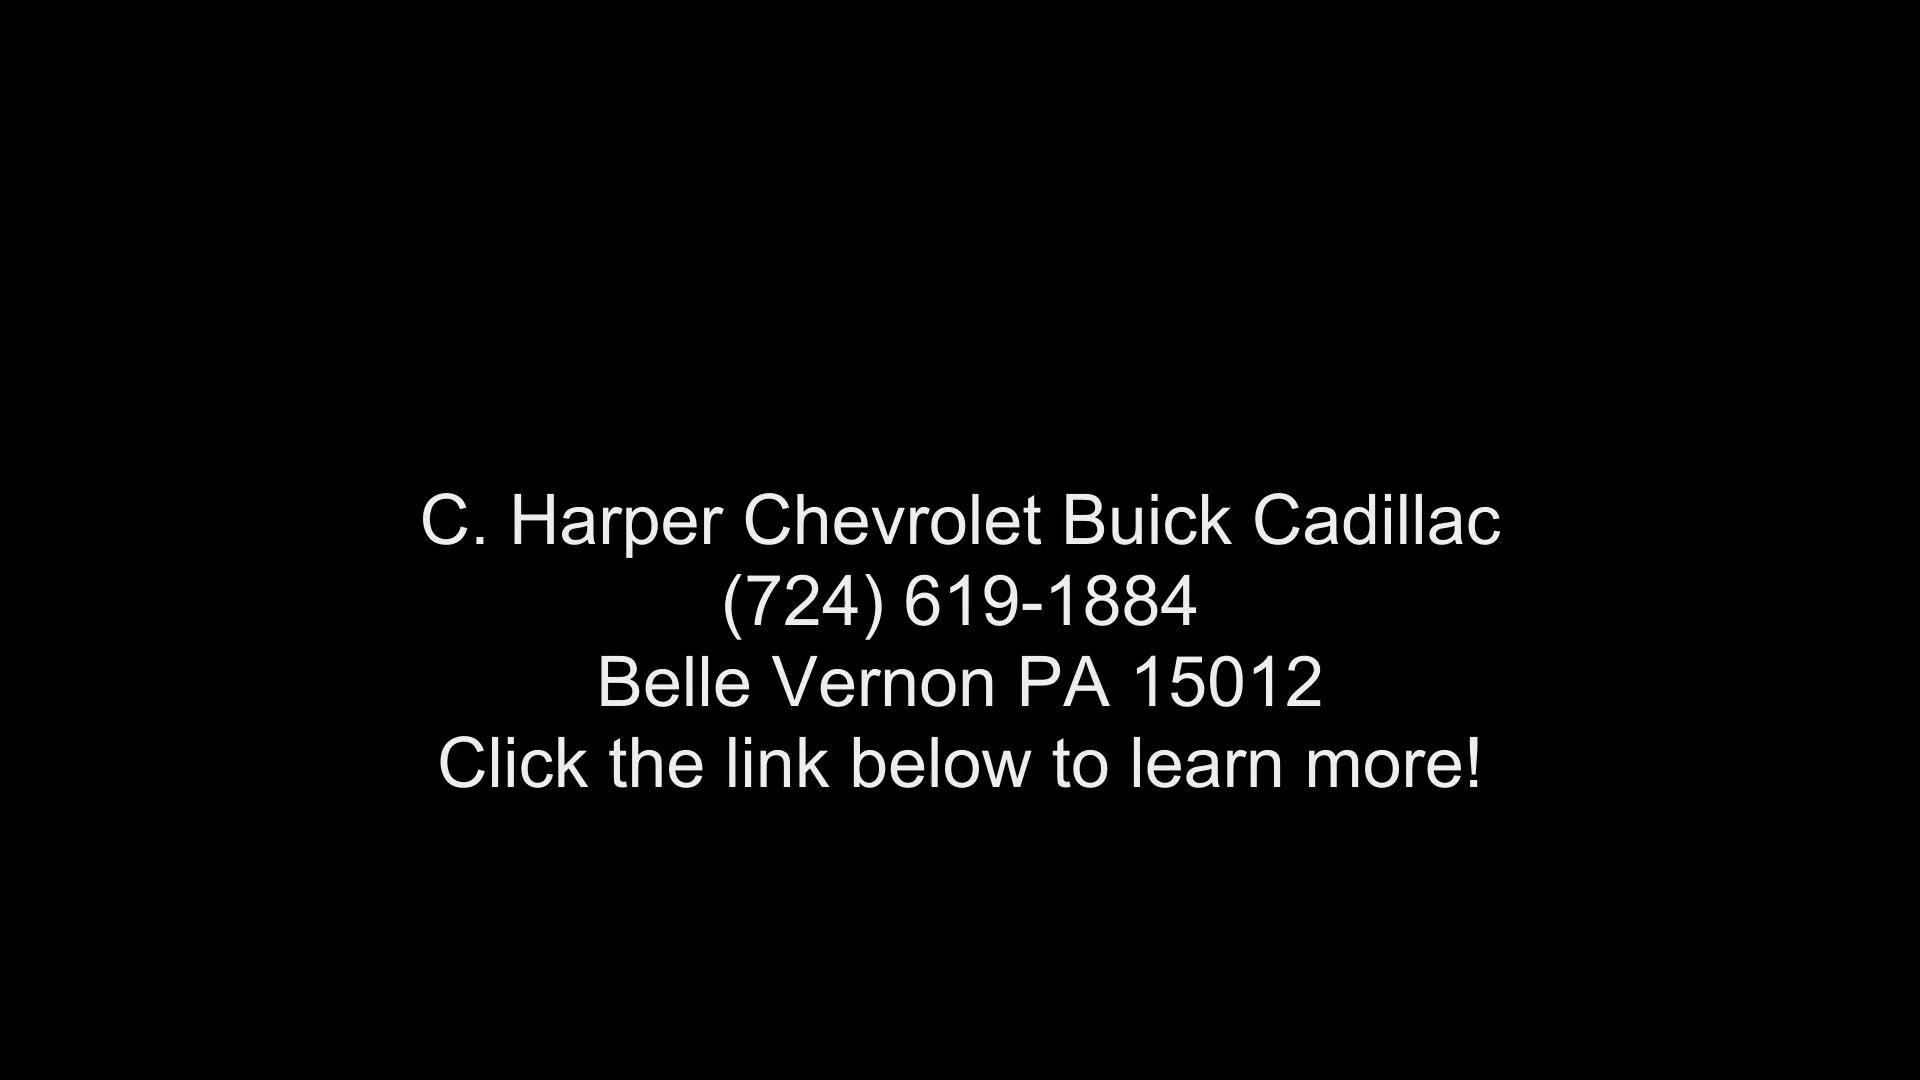 C. Harper Chevrolet Buick Cadillac
(724) 619-1884
Belle Vernon PA 15012
Click the link below to learn more!